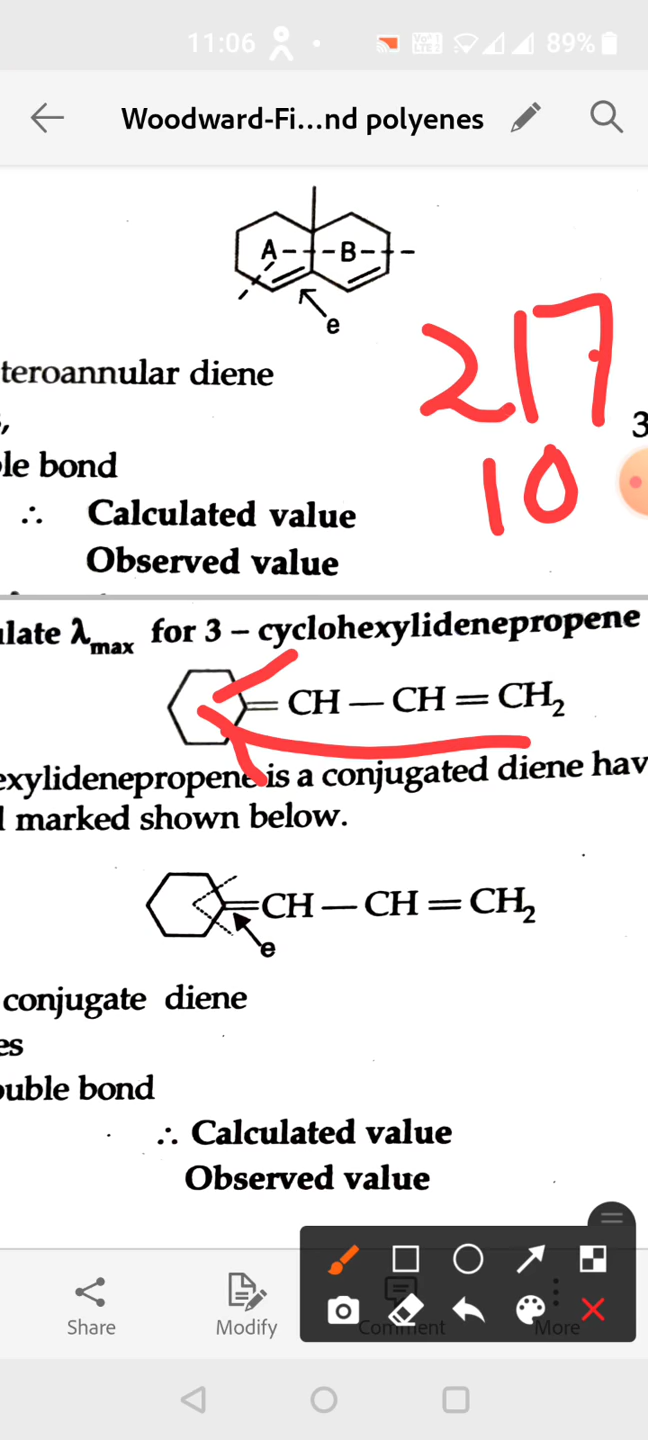 11:06 89%
Woodward-Fi...nd polyenes
A B
e
teroannular diene
217
3
le bond
10
∴ Calculated value
Observed value
ulate λmax for 3 – cyclohexylidenepropene
= CH — CH = CH₂
exylidenepropene is a conjugated diene hav
l marked shown below.
=CH — CH = CH₂
e
conjugate diene
es
ouble bond
∴ Calculated value
Observed value
Share Modify Comment More